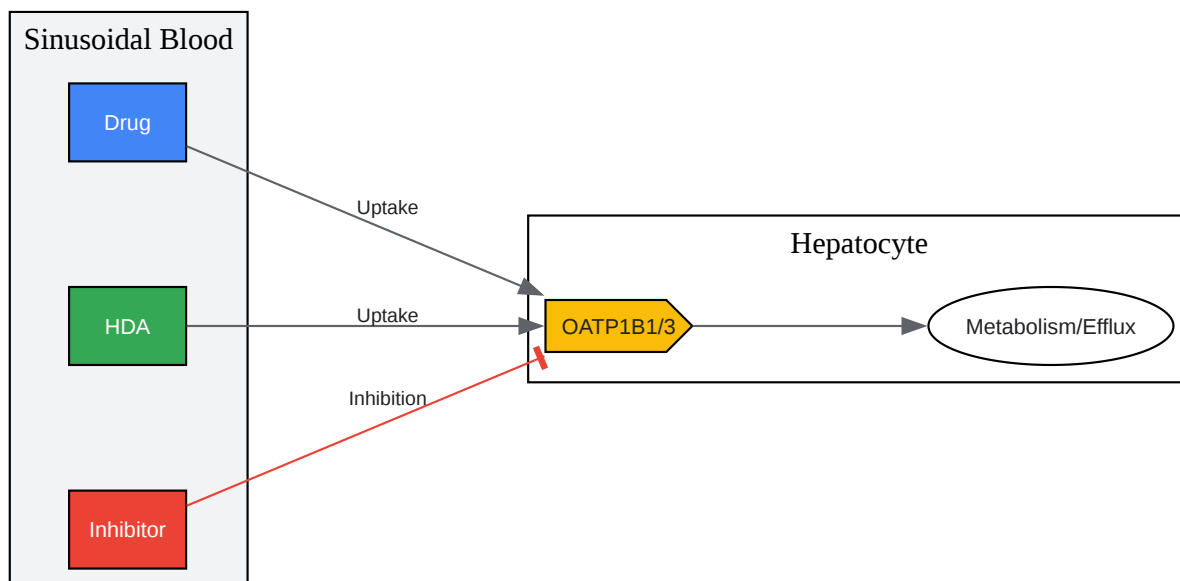 Sinusoidal Blood
Drug
Uptake
Hepatocyte
HDA
Uptake
OATP1B1/3
Metabolism/Efflux
Inhibition
Inhibitor